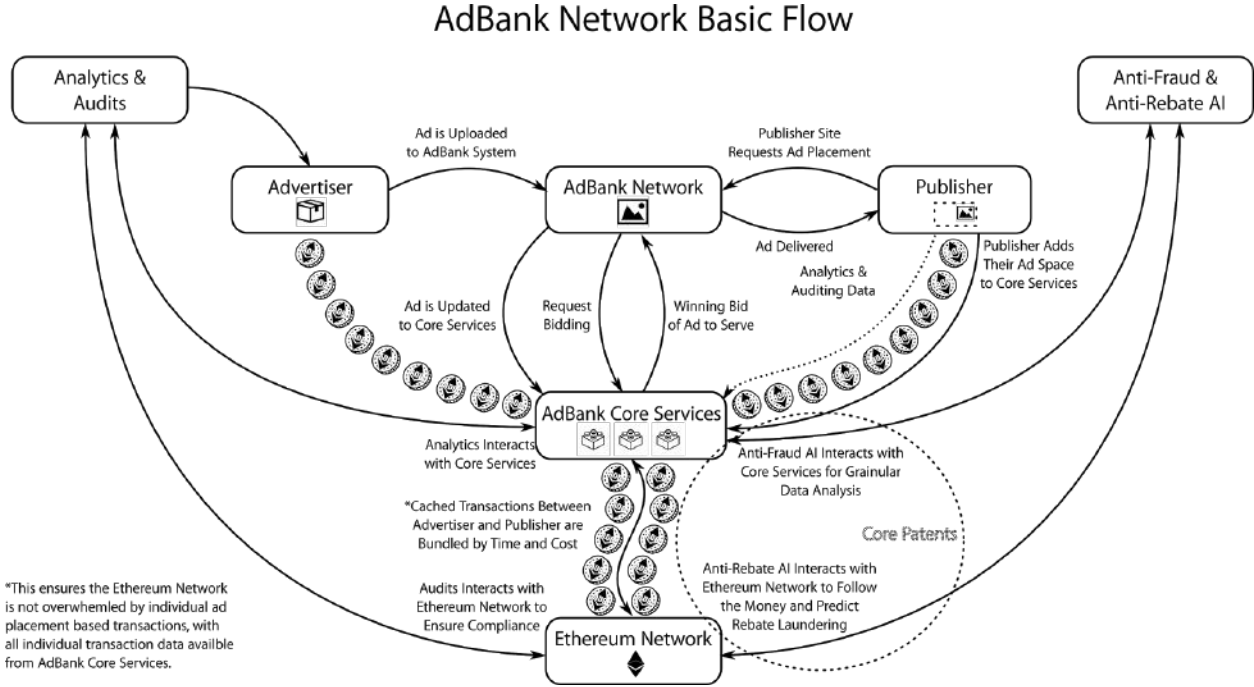 AdBank Network Basic Flow
Analytics &
Audits
Anti-Fraud &
Anti-Rebate AI
Ad is Uploaded
to AdBank System
Publisher Site
Requests Ad Placement
Advertiser
AdBank Network
Publisher
Ad Delivered
Publisher Adds
Their Ad Space
to Core Services
Analytics &
Auditing Data
Ad is Updated
to Core Services
Request
Bidding
Winning Bid
of Ad to Serve
AdBank Core Services
Analytics Interacts
with Core Services
Anti-Fraud AI Interacts with
Core Services for Grainular
Data Analysis
*Cached Transactions Between
Advertiser and Publisher are
Bundled by Time and Cost
Core Patents
Audits Interacts with
Ethereum Network to
Ensure Compliance
Anti-Rebate AI Interacts with
Ethereum Network to Follow
the Money and Predict
Rebate Laundering
*This ensures the Ethereum Network
is not overwhemled by individual ad
placement based transactions, with
all individual transaction data availble
from AdBank Core Services.
Ethereum Network